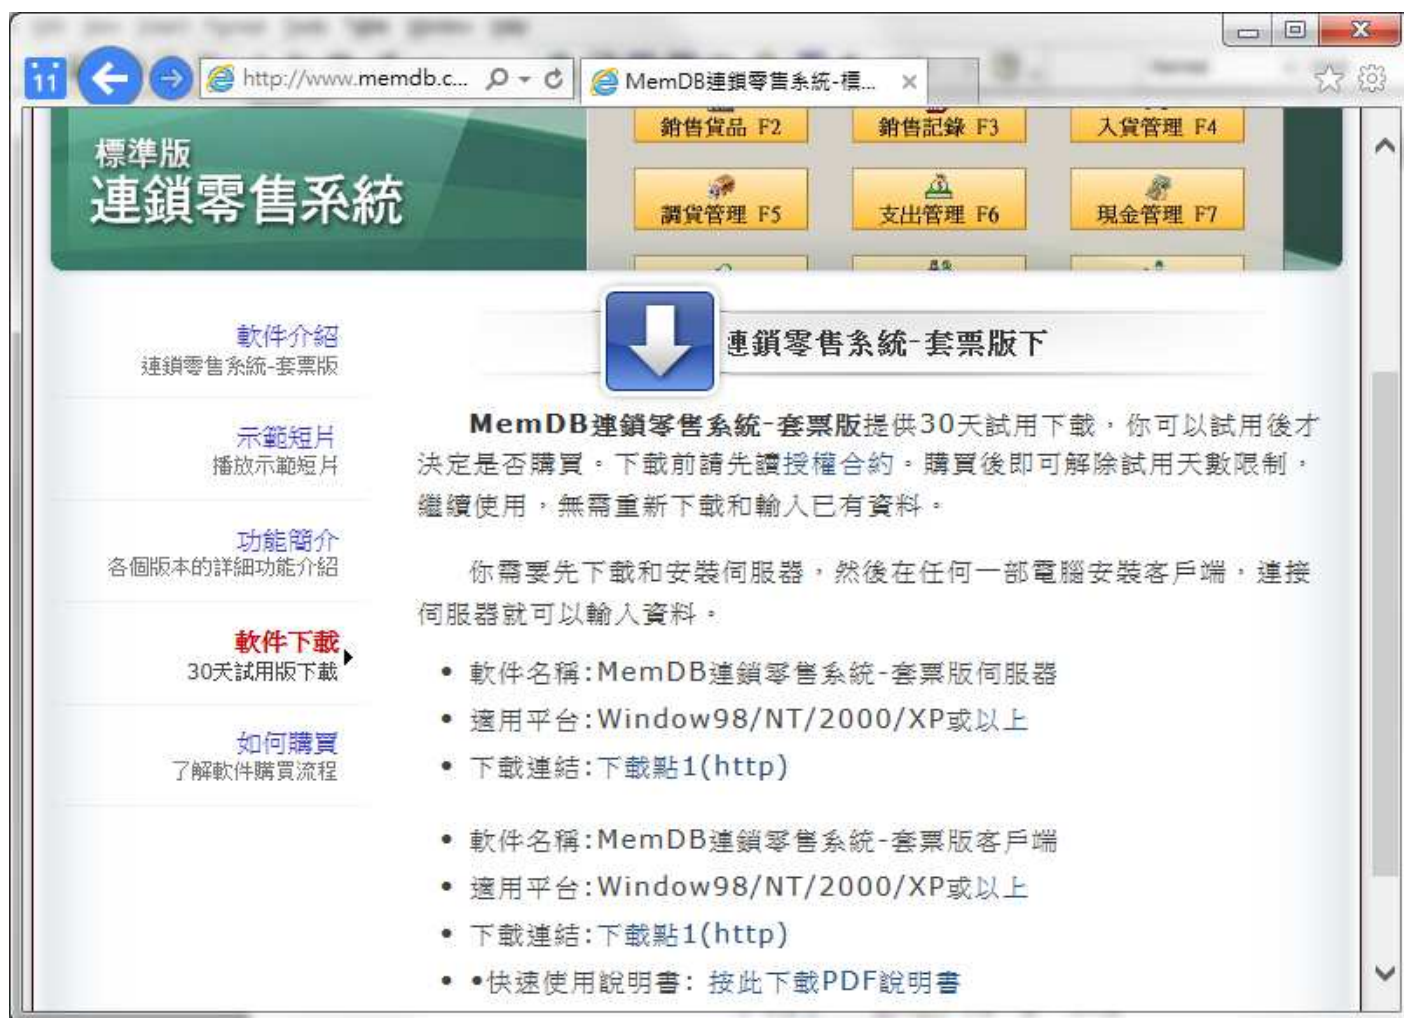 11
http://www.memdb.c...
MemDB連鎖零售系統-標...
銷售貨品 F2
銷售記錄 F3
入貨管理 F4
標準版
連鎖零售系統
調貨管理 F5
支出管理 F6
現金管理 F7
軟件介紹
連鎖零售系統-套票版
示範短片
播放示範短片
功能簡介
各個版本的詳細功能介紹
軟件下載
30天試用版下載
如何購買
了解軟件購買流程
連鎖零售系統-套票版下
MemDB連鎖零售系統-套票版提供30天試用下載,你可以試用後才
決定是否購買。下載前請先讀授權合約。購買後即可解除試用天數限制,
繼續使用,無需重新下載和輸入已有資料。
你需要先下載和安裝伺服器,然後在任何一部電腦安裝客戶端,連接
伺服器就可以輸入資料。
• 軟件名稱:MemDB連鎖零售系統-套票版伺服器
• 適用平台:Window98/NT/2000/XP或以上
• 下載連結:下載點1(http)
• 軟件名稱:MemDB連鎖零售系統-套票版客戶端
• 適用平台:Window98/NT/2000/XP或以上
• 下載連結:下載點1(http)
• •快速使用說明書: 按此下載PDF說明書